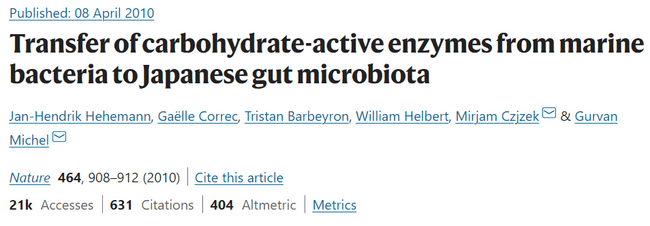 Published: 08 April 2010
Transfer of carbohydrate-active enzymes from marine
bacteria to Japanese gut microbiota
Jan-Hendrik Hehemann, Gaëlle Correc, Tristan Barbeyron, William Helbert, Mirjam Czjzek & Gurvan
Michel
Nature 464, 908–912 (2010) Cite this article
21k Accesses 631 Citations 404 Altmetric Metrics